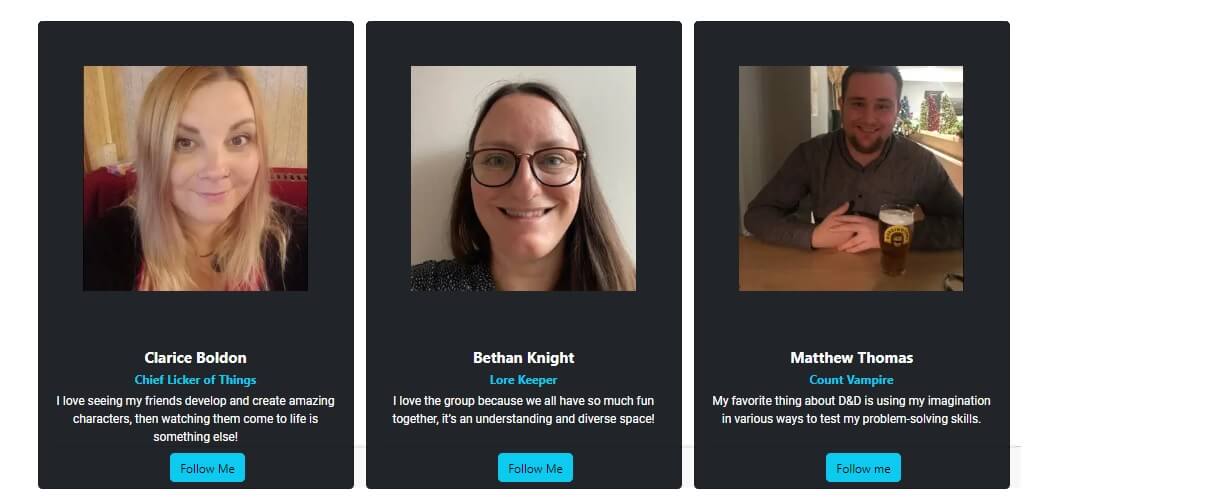 Clarice Boldon
Chief Licker of Things
I love seeing my friends develop and create amazing
characters, then watching them come to life is
something else!
Follow Me
Bethan Knight
Lore Keeper
I love the group because we all have so much fun
together, it's an understanding and diverse space!
Follow Me
Matthew Thomas
Count Vampire
My favorite thing about D&D is using my imagination
in various ways to test my problem-solving skills.
Follow me